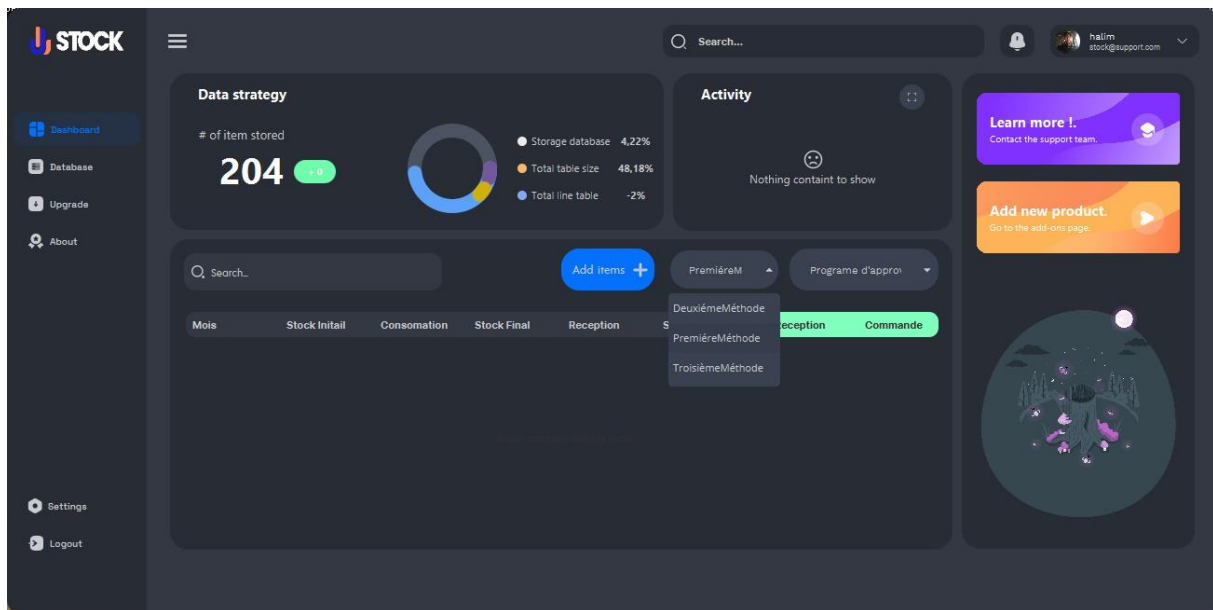 STOCK
Search...
halim
stock@support.com
Dashboard
Database
Upgrade
About
Settings
Logout
Data strategy
# of item stored
204
+ 0
Storage database 4,22%
Total table size 48,18%
Total line table -2%
Activity
Nothing containt to show
Learn more !.
Contact the support team.
Add new product.
Go to the add-ons page.
Search...
Add items
PremiéreM
Programe d'approv
DeuxiémeMéthode
PremiéreMéthode
TroisièmeMéthode
Mois Stock Initail Consomation Stock Final Reception Commande